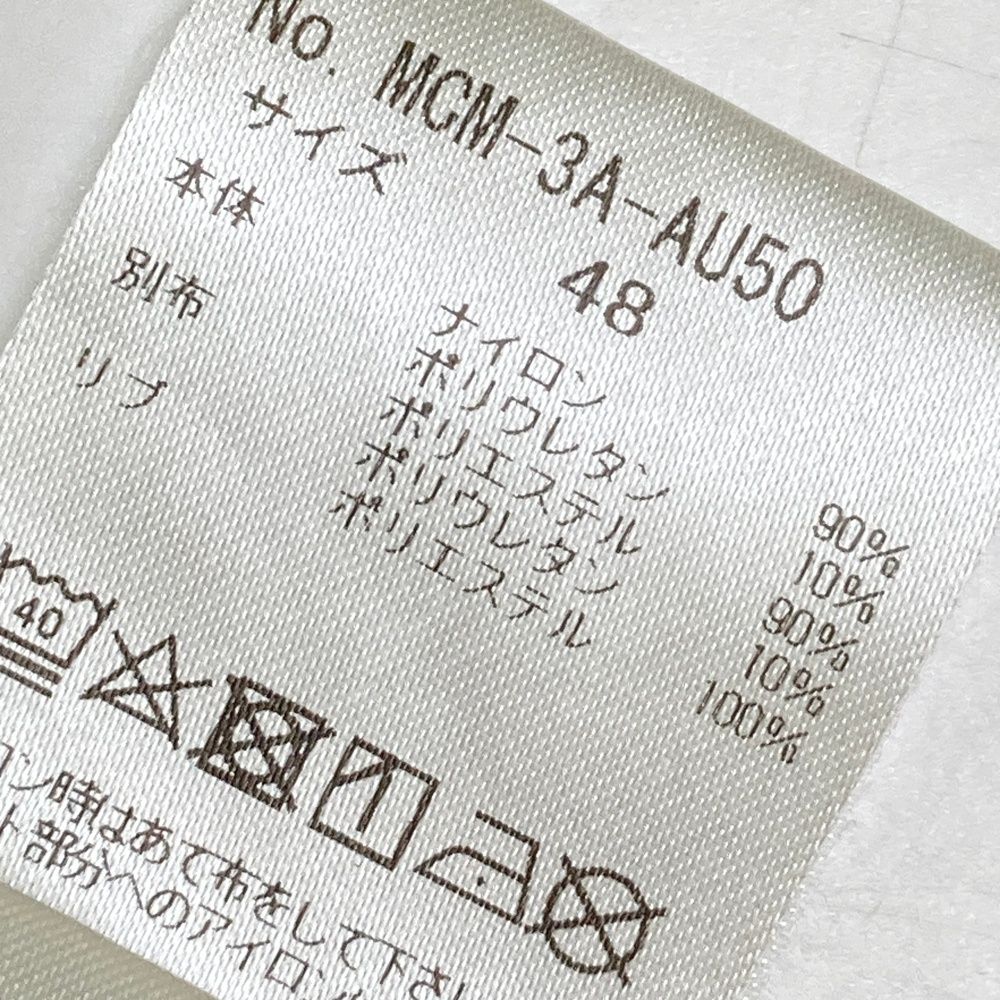 No. MCM-3A-AU50
サイズ 48
本体 ナイロン 90%
ポリウレタン 10%
別布 ポリエステル 90%
ポリウレタン 10%
リブ ポリエステル 100%
40
ロン時はあて布をして下さ
ト部分へのアイロン